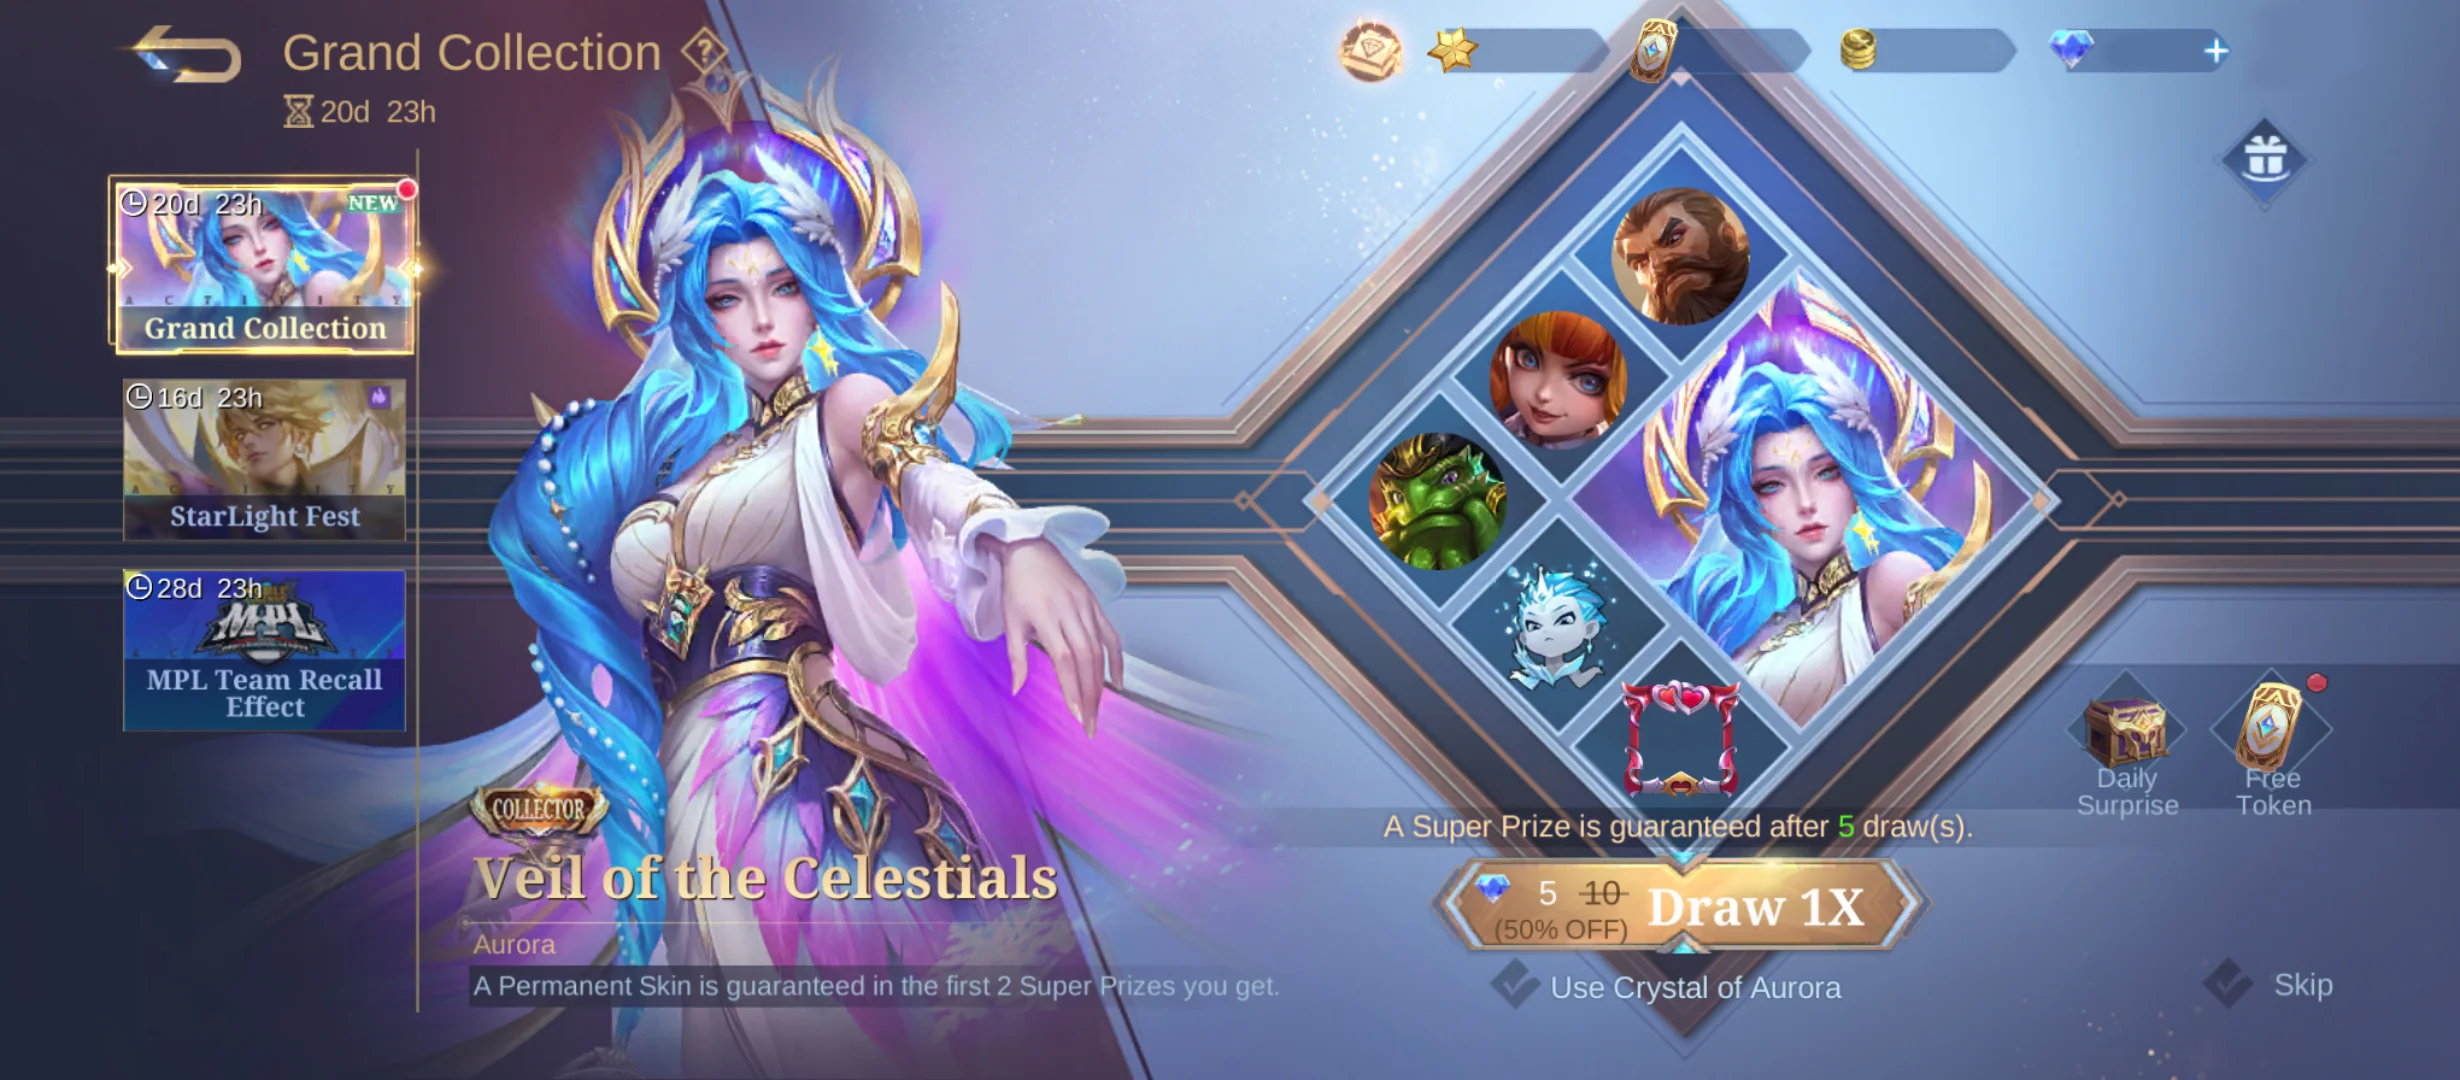 Grand Collection ?
20d 23h
20d 23h NEW
ACTIVITY
Grand Collection
16d 23h
ACTIVITY
StarLight Fest
28d 23h
MPL
MPL Team Recall
Effect
COLLECTOR
Veil of the Celestials
Aurora
A Permanent Skin is guaranteed in the first 2 Super Prizes you get.
Daily
Surprise
Free
Token
A Super Prize is guaranteed after 5 draw(s).
5 10 Draw 1X
(50% OFF)
Use Crystal of Aurora
Skip